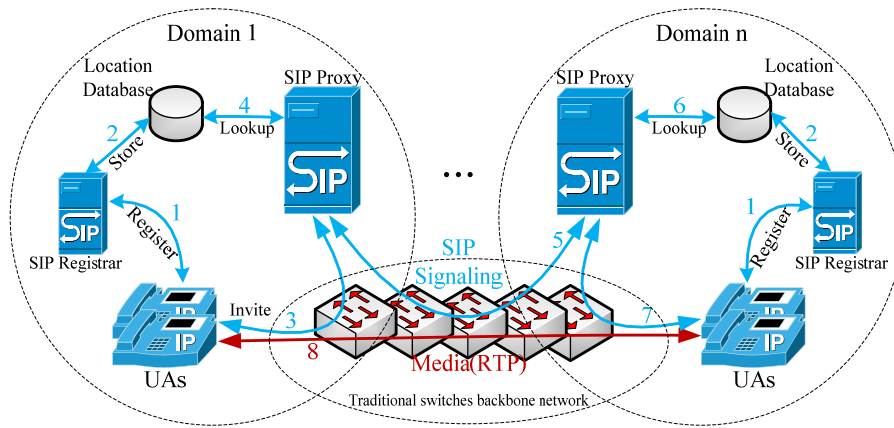 Domain 1
Domain n
Location
Database
SIP Proxy
SIP Proxy
Location
Database
4
Lookup
6
Lookup
2
Store
2
Store
SIP
SIP
...
1
Register
1
Register
SIP
SIP
SIP Registrar
SIP Registrar
5
SIP
Signaling
Invite
3
7
IP
IP
IP
IP
8
Media(RTP)
UAs
UAs
Traditional switches backbone network